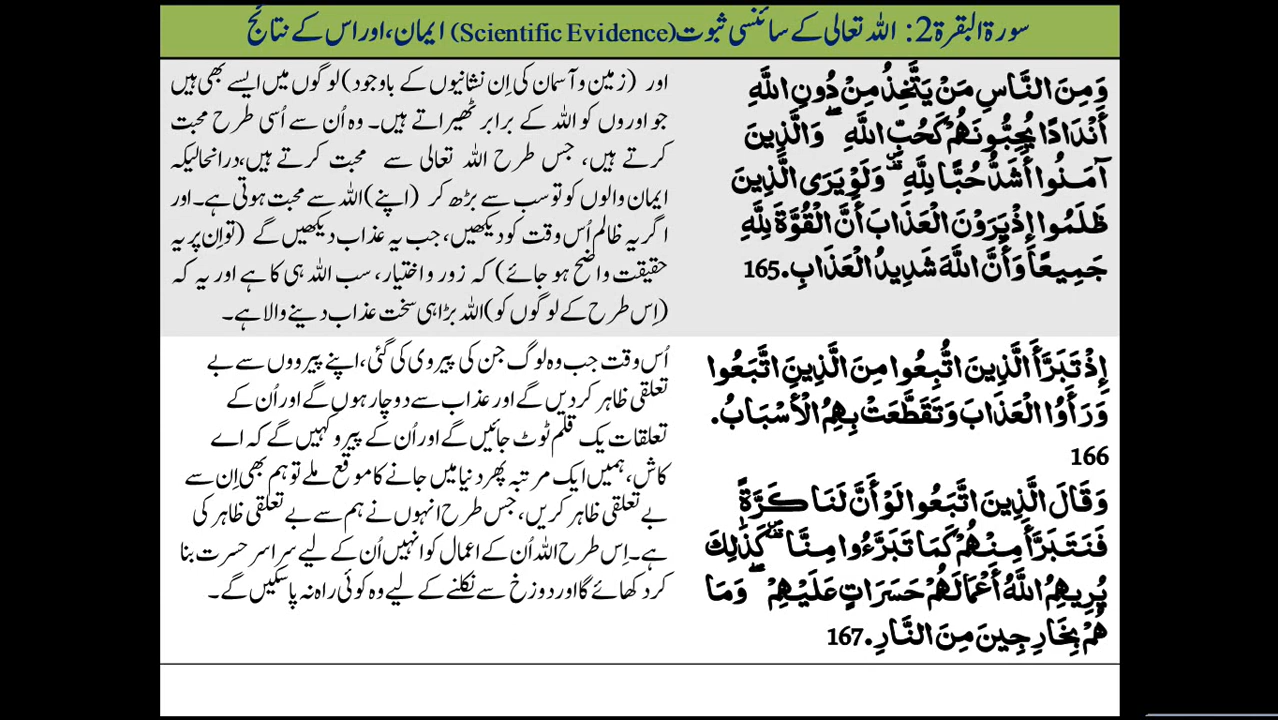 سورۃ البقرۃ 2: اللہ تعالی کے سائنسی ثبوت (Scientific Evidence) ایمان، اور اس کے نتائج
وَمِنَ النَّاسِ مَنْ يَتَّخِذُ مِنْ دُونِ اللَّهِ
أَنْدَادًا يُحِبُّونَهُمْ كَحُبِّ اللَّهِ ۖ وَالَّذِينَ
آمَنُوا أَشَدُّ حُبًّا لِلَّهِ ۗ وَلَوْ يَرَى الَّذِينَ
ظَلَمُوا إِذْ يَرَوْنَ الْعَذَابَ أَنَّ الْقُوَّةَ لِلَّهِ
جَمِيعًا وَأَنَّ اللَّهَ شَدِيدُ الْعَذَابِ.165
اور (زمین و آسمان کی اِن نشانیوں کے باوجود) لوگوں میں ایسے بھی ہیں
جو اوروں کو اللہ کے برابر ٹھیراتے ہیں۔ وہ اُن سے اُسی طرح محبت
کرتے ہیں، جس طرح اللہ تعالی سے محبت کرتے ہیں، درانحالیکہ
ایمان والوں کو تو سب سے بڑھ کر (اپنے) اللہ سے محبت ہوتی ہے۔ اور
اگر یہ ظالم اُس وقت کو دیکھیں، جب یہ عذاب دیکھیں گے (تو اِن پر یہ
حقیقت واضح ہو جائے) کہ زور و اختیار، سب اللہ ہی کا ہے اور یہ کہ
(اِس طرح کے لوگوں کو) اللہ بڑا ہی سخت عذاب دینے والا ہے۔
إِذْ تَبَرَّأَ الَّذِينَ اتُّبِعُوا مِنَ الَّذِينَ اتَّبَعُوا
وَرَأَوُا الْعَذَابَ وَتَقَطَّعَتْ بِهِمُ الْأَسْبَابُ.
166
وَقَالَ الَّذِينَ اتَّبَعُوا لَوْ أَنَّ لَنَا كَرَّةً
فَنَتَبَرَّأَ مِنْهُمْ كَمَا تَبَرَّءُوا مِنَّا ۗ كَذَٰلِكَ
يُرِيهِمُ اللَّهُ أَعْمَالَهُمْ حَسَرَاتٍ عَلَيْهِمْ ۖ وَمَا
هُمْ بِخَارِجِينَ مِنَ النَّارِ.167
اُس وقت جب وہ لوگ جن کی پیروی کی گئی، اپنے پیرووں سے بے
تعلقی ظاہر کر دیں گے اور عذاب سے دوچار ہوں گے اور اُن کے
تعلقات یک قلم ٹوٹ جائیں گے اور اُن کے پیرو کہیں گے کہ اے
کاش، ہمیں ایک مرتبہ پھر دنیا میں جانے کا موقع ملے تو ہم بھی اِن سے
بے تعلقی ظاہر کریں، جس طرح انہوں نے ہم سے بے تعلقی ظاہر کی
ہے۔ اِس طرح اللہ اُن کے اعمال کو انہیں اُن کے لیے سراسر حسرت بنا
کر دکھائے گا اور دوزخ سے نکلنے کے لیے وہ کوئی راہ نہ پا سکیں گے۔